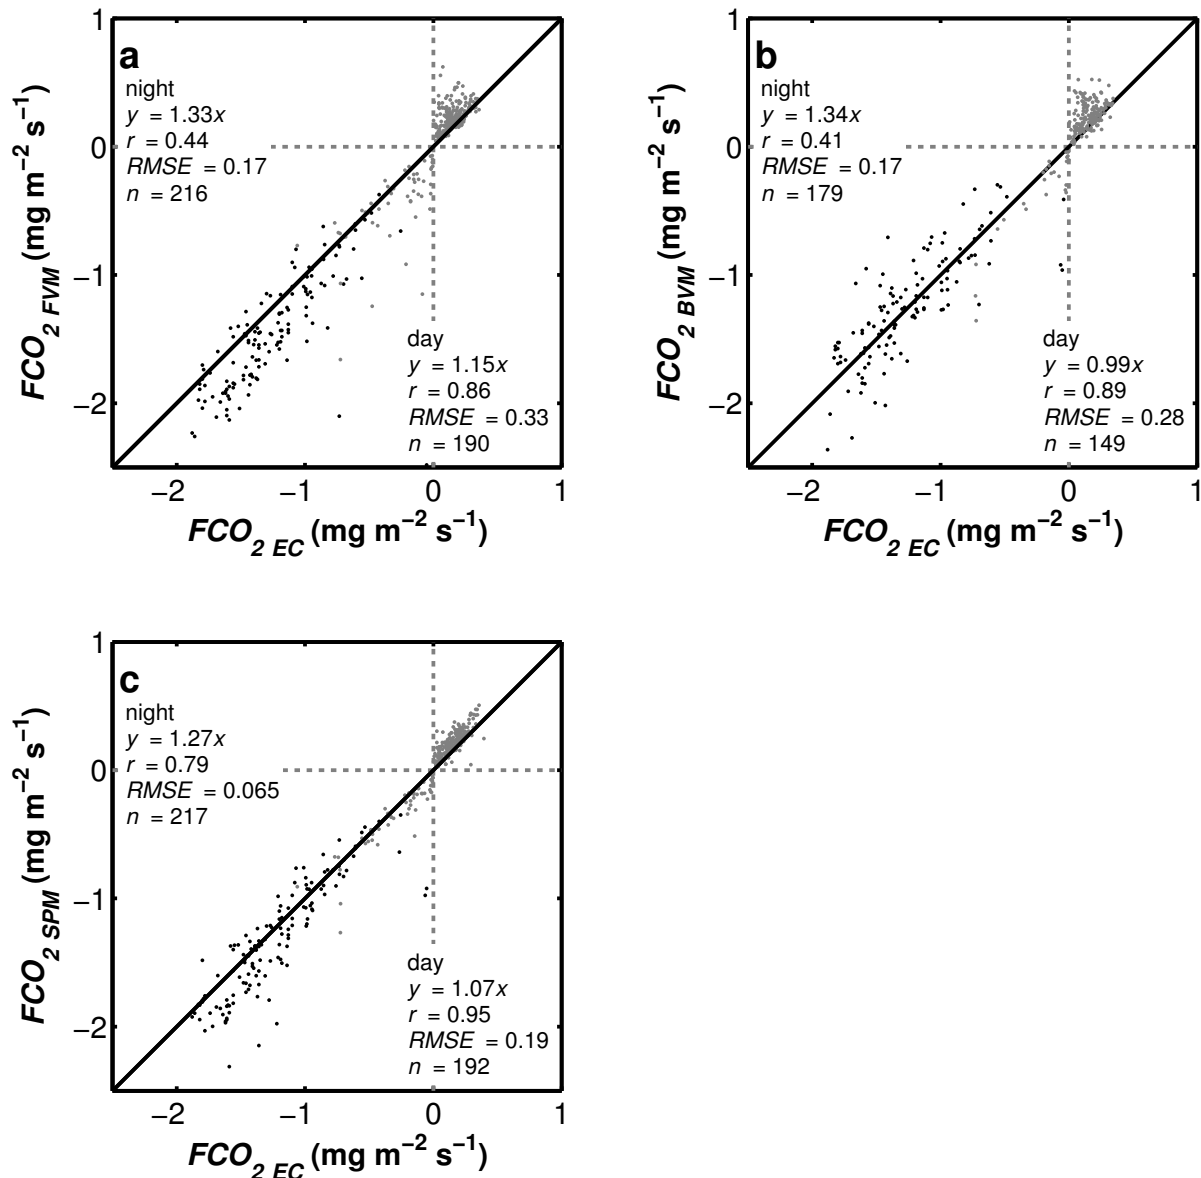 a
night
y = 1.33x
r = 0.44
RMSE = 0.17
n = 216
day
y = 1.15x
r = 0.86
RMSE = 0.33
n = 190
1
0
−1
−2
−2 −1 0 1
FCO2 FVM (mg m−2 s−1)
FCO2 EC (mg m−2 s−1)
b
night
y = 1.34x
r = 0.41
RMSE = 0.17
n = 179
day
y = 0.99x
r = 0.89
RMSE = 0.28
n = 149
1
0
−1
−2
−2 −1 0 1
FCO2 BVM (mg m−2 s−1)
FCO2 EC (mg m−2 s−1)
c
night
y = 1.27x
r = 0.79
RMSE = 0.065
n = 217
day
y = 1.07x
r = 0.95
RMSE = 0.19
n = 192
1
0
−1
−2
−2 −1 0 1
FCO2 SPM (mg m−2 s−1)
FCO2 EC (mg m−2 s−1)